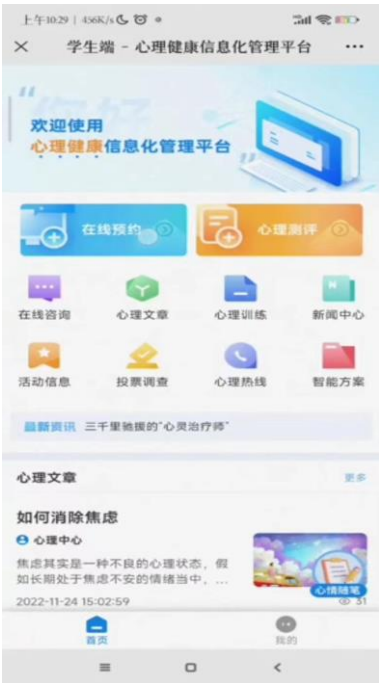 上午10:29 | 456K/s
学生端 - 心理健康信息化管理平台
你好
欢迎使用
心理健康信息化管理平台
在线预约
心理测评
在线咨询 心理文章 心理训练 新闻中心
活动信息 投票调查 心理热线 智能方案
最新资讯 三千里驰援的“心灵治疗师”
心理文章 更多
如何消除焦虑
心理中心
焦虑其实是一种不良的心理状态，假
如长期处于焦虑不安的情绪当中，...
心情随笔
2022-11-24 15:02:59 31
首页 我的